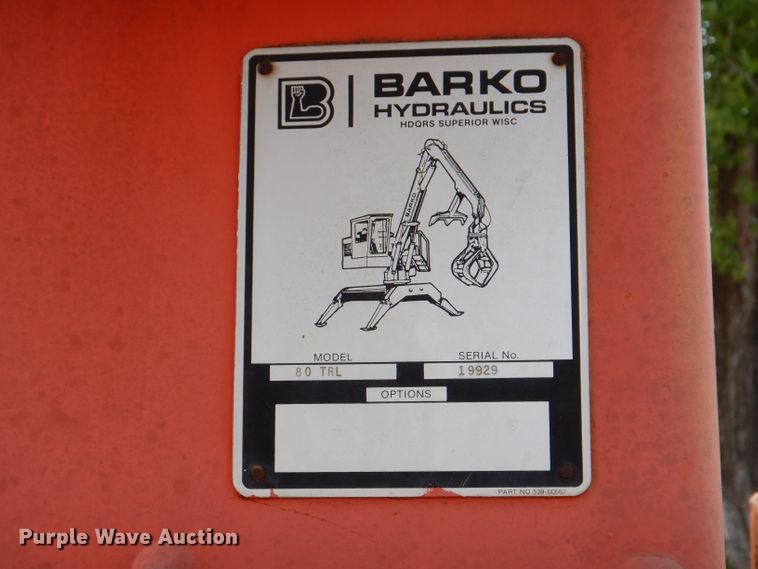 BARKO
HYDRAULICS
HDQRS SUPERIOR WISC
BARKO
MODEL
SERIAL No.
80 TRL
19929
OPTIONS
PART NO. 539-00667
Purple Wave Auction